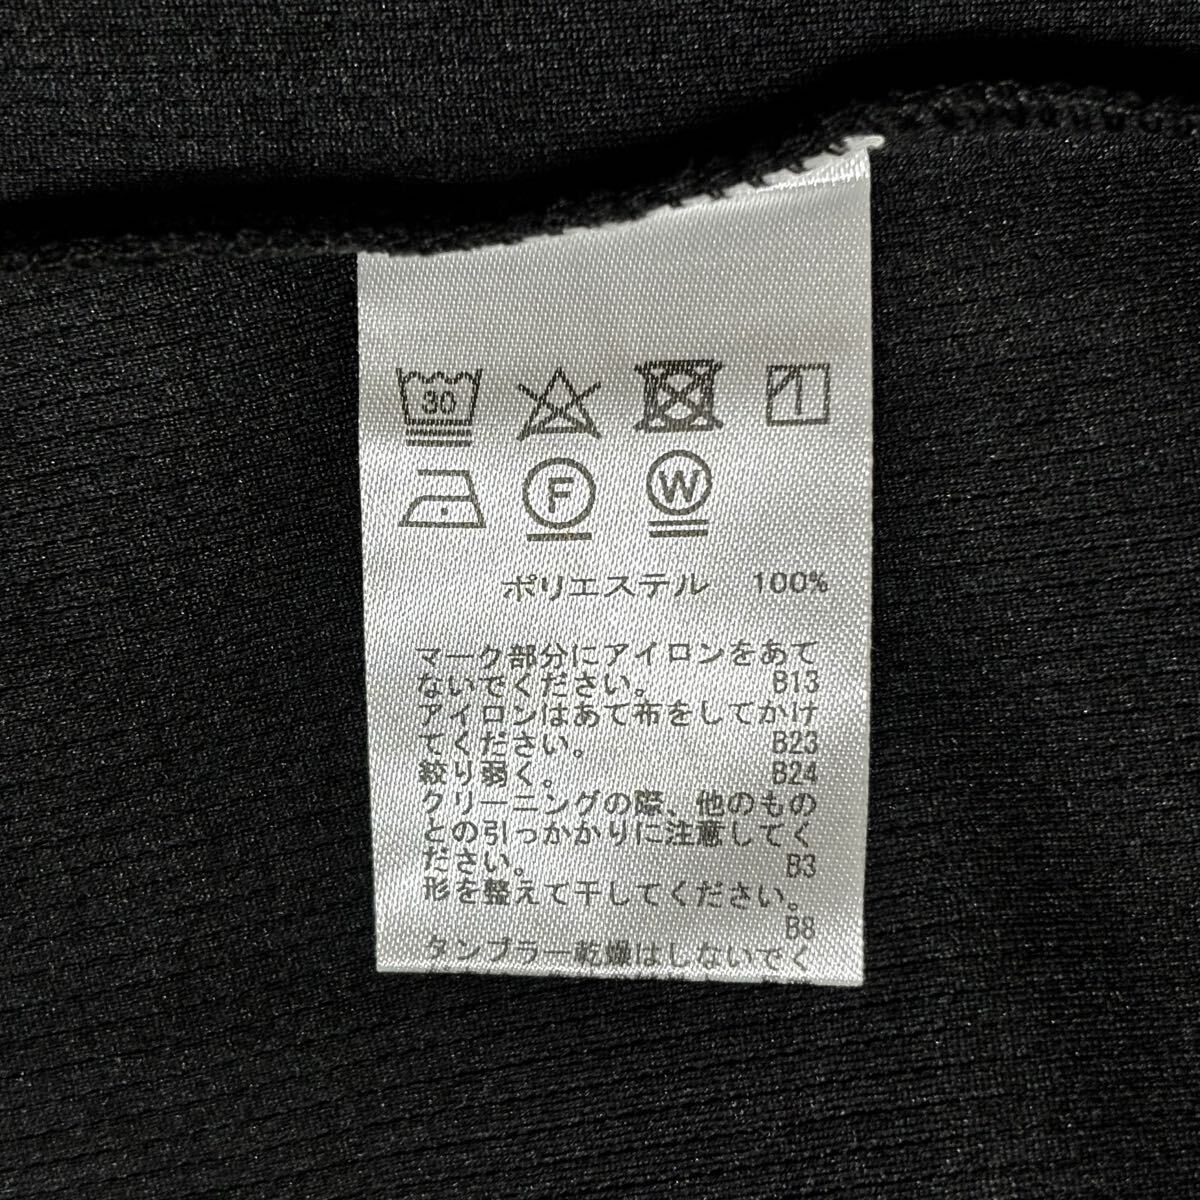 30
F W
ポリエステル 100%
マーク部分にアイロンをあて
ないでください。 B13
アイロンはあて布をしてかけ
てください。 B23
絞り弱く。 B24
クリーニングの際、他のもの
との引っかかりに注意してく
ださい。 B3
形を整えて干してください。
B8
タンブラー乾燥はしないでく